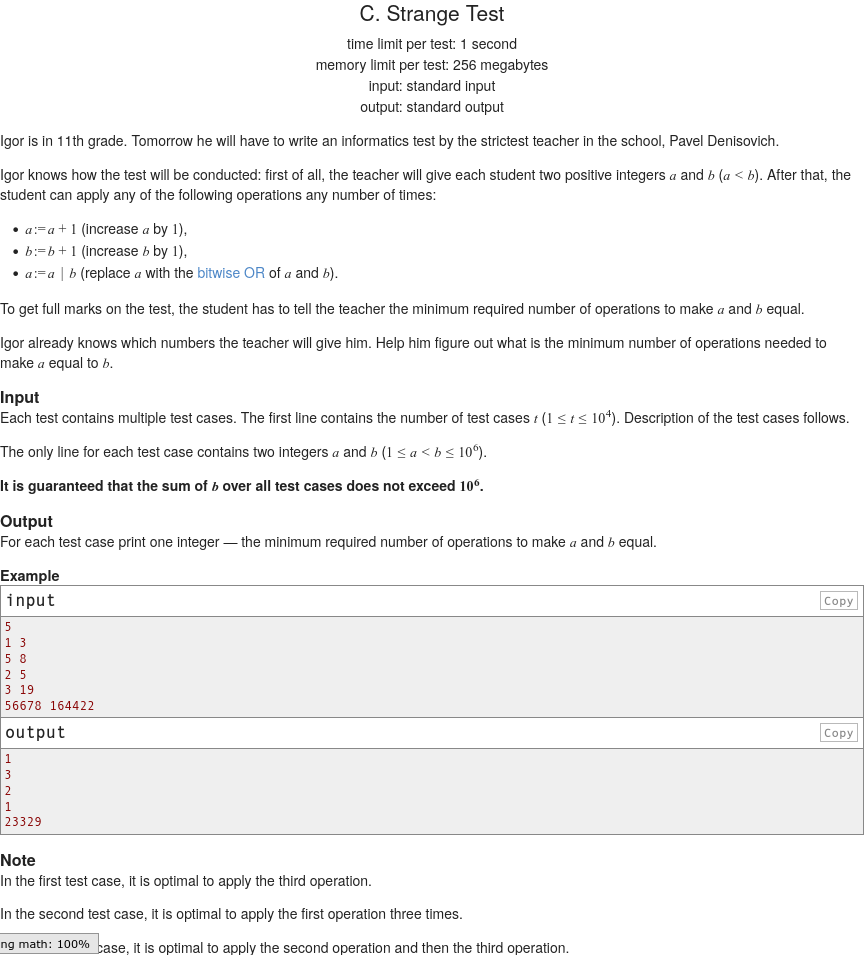 C. Strange Test
time limit per test: 1 second
memory limit per test: 256 megabytes
input: standard input
output: standard output
Igor is in 11th grade. Tomorrow he will have to write an informatics test by the strictest teacher in the school, Pavel Denisovich.
Igor knows how the test will be conducted: first of all, the teacher will give each student two positive integers a and b (a < b). After that, the
student can apply any of the following operations any number of times:
• a := a + 1 (increase a by 1),
• b := b + 1 (increase b by 1),
• a := a | b (replace a with the bitwise OR of a and b).
To get full marks on the test, the student has to tell the teacher the minimum required number of operations to make a and b equal.
Igor already knows which numbers the teacher will give him. Help him figure out what is the minimum number of operations needed to
make a equal to b.
Input
Each test contains multiple test cases. The first line contains the number of test cases t (1 ≤ t ≤ 10^4). Description of the test cases follows.
The only line for each test case contains two integers a and b (1 ≤ a < b ≤ 10^6).
It is guaranteed that the sum of b over all test cases does not exceed 10^6.
Output
For each test case print one integer — the minimum required number of operations to make a and b equal.
Example
input Copy
5
1 3
5 8
2 5
3 19
56678 164422
output Copy
1
3
2
1
23329
Note
In the first test case, it is optimal to apply the third operation.
In the second test case, it is optimal to apply the first operation three times.
ng math: 100%
case, it is optimal to apply the second operation and then the third operation.